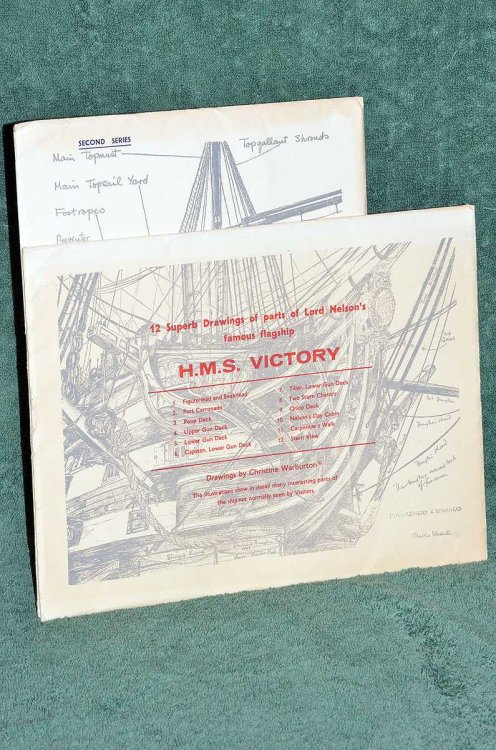 SECOND SERIES
Main Topmast
Topgallant Shrouds
Main Topsail Yard
Footropes
12 Superb Drawings of parts of Lord Nelson's
famous flagship
H.M.S. VICTORY
1. Figurehead and Beakhead
2. Port Carronade
3. Poop Deck
4. Upper Gun Deck
5. Lower Gun Deck
6. Capstan, Lower Gun Deck
7. Tiller, Lower Gun Deck
8. Two Stern Chasers
9. Orlop Deck
10. Nelson's Day Cabin
11. Carpenter's Walk
12. Stern View
Drawings by Christine Warburton
The illustrations show in detail many interesting parts of
the ship not normally seen by Visitors
FIGUREHEAD & BEAKHEAD